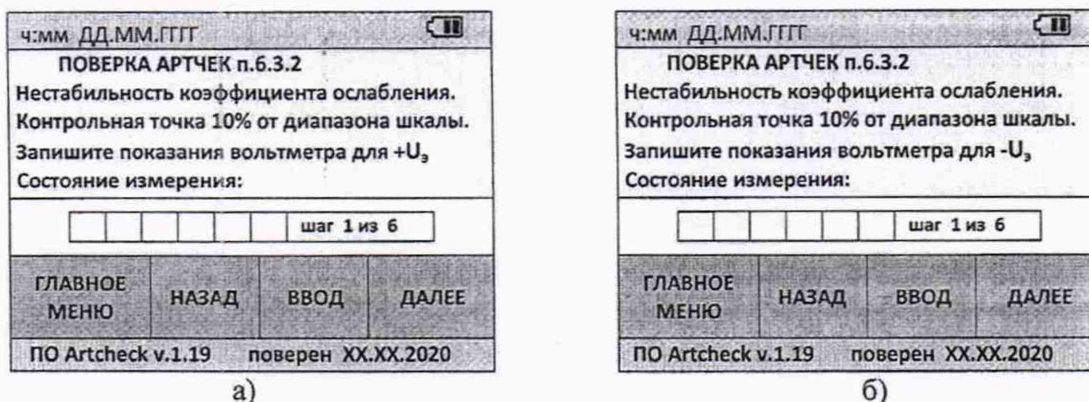 ч:мм ДД.ММ.ГГГГ
ПОВЕРКА АРТЧЕК п.6.3.2
Нестабильность коэффициента ослабления.
Контрольная точка 10% от диапазона шкалы.
Запишите показания вольтметра для +Uэ
Состояние измерения:
шаг 1 из 6
ГЛАВНОЕ МЕНЮ НАЗАД ВВОД ДАЛЕЕ
ПО Artcheck v.1.19 поверен XX.XX.2020
а)
ч:мм ДД.ММ.ГГГГ
ПОВЕРКА АРТЧЕК п.6.3.2
Нестабильность коэффициента ослабления.
Контрольная точка 10% от диапазона шкалы.
Запишите показания вольтметра для -Uэ
Состояние измерения:
шаг 1 из 6
ГЛАВНОЕ МЕНЮ НАЗАД ВВОД ДАЛЕЕ
ПО Artcheck v.1.19 поверен XX.XX.2020
б)